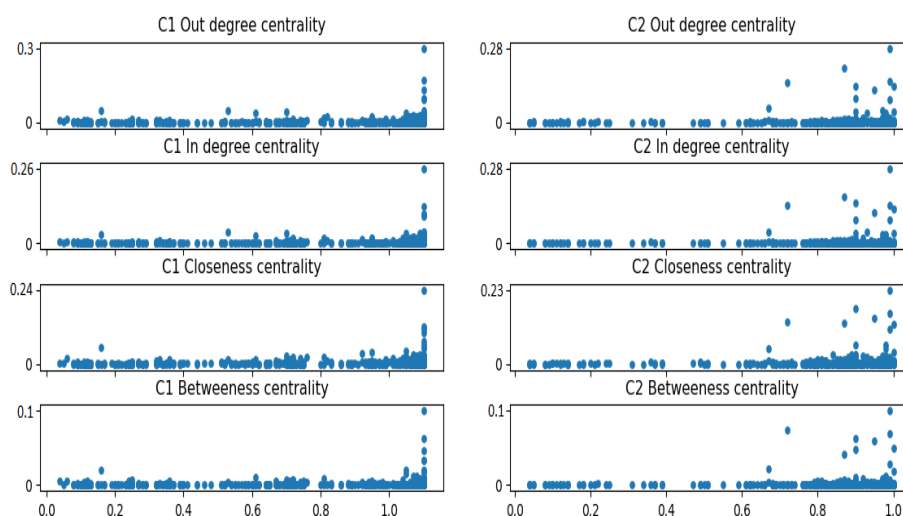 C1 Out degree centrality
0.3
0
C2 Out degree centrality
0.28
0
C1 In degree centrality
0.26
0
C2 In degree centrality
0.28
0
C1 Closeness centrality
0.24
0
C2 Closeness centrality
0.23
0
C1 Betweeness centrality
0.1
0
0.0 0.2 0.4 0.6 0.8 1.0
C2 Betweeness centrality
0.1
0
0.0 0.2 0.4 0.6 0.8 1.0